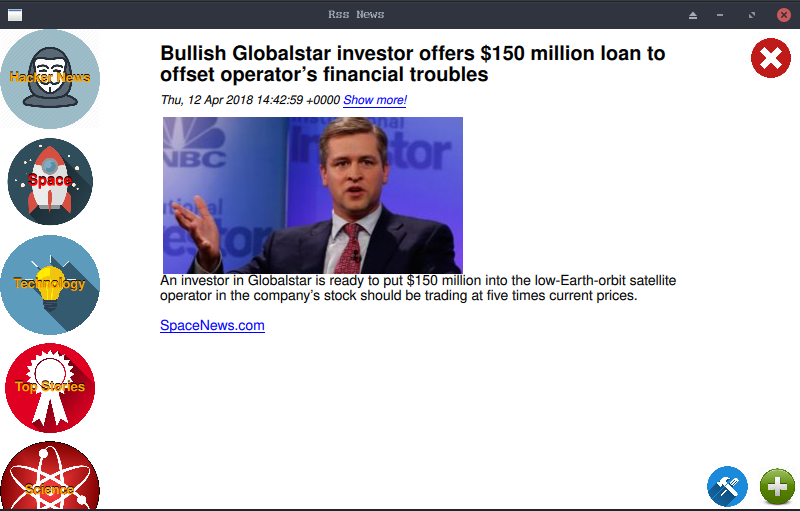 Rss News
Hacker News
Space
Technology
Top Stories
Science
Bullish Globalstar investor offers $150 million loan to
offset operator’s financial troubles
Thu, 12 Apr 2018 14:42:59 +0000 Show more!
NBC
Institutional
Investor
Institutional
Investor
An investor in Globalstar is ready to put $150 million into the low-Earth-orbit satellite
operator in the company’s stock should be trading at five times current prices.
SpaceNews.com